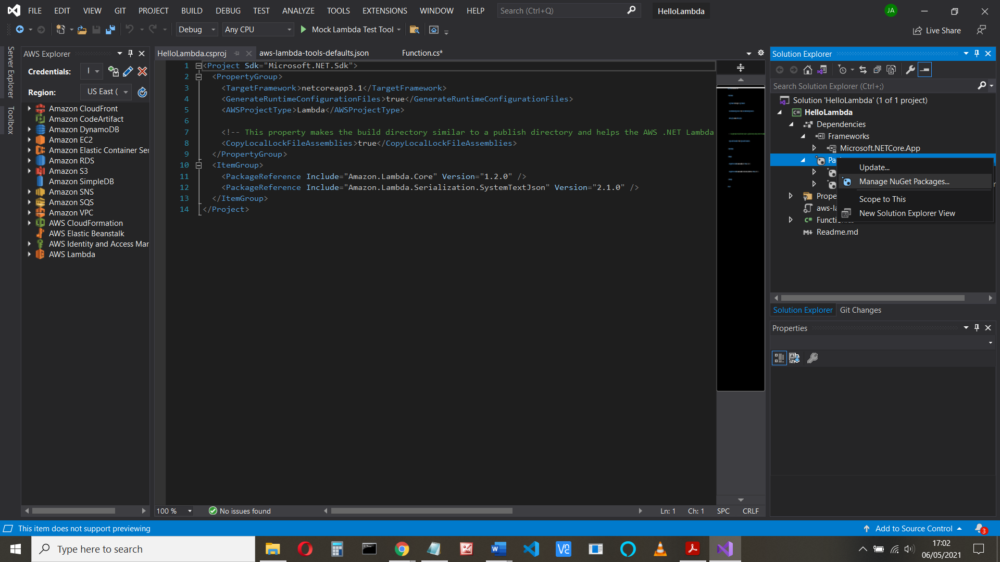 FILE EDIT VIEW GIT PROJECT BUILD DEBUG TEST ANALYZE TOOLS EXTENSIONS WINDOW HELP Search (Ctrl+Q) HelloLambda JA
Debug Any CPU Mock Lambda Test Tool Live Share
Server Explorer
Toolbox
AWS Explorer
Credentials:
Region: US East (
Amazon CloudFront
Amazon CodeArtifact
Amazon DynamoDB
Amazon EC2
Amazon Elastic Container Ser
Amazon RDS
Amazon S3
Amazon SimpleDB
Amazon SNS
Amazon SQS
Amazon VPC
AWS CloudFormation
AWS Elastic Beanstalk
AWS Identity and Access Mar
AWS Lambda
HelloLambda.csproj aws-lambda-tools-defaults.json Function.cs*
1 <Project Sdk="Microsoft.NET.Sdk">
2 <PropertyGroup>
3 <TargetFramework>netcoreapp3.1</TargetFramework>
4 <GenerateRuntimeConfigurationFiles>true</GenerateRuntimeConfigurationFiles>
5 <AWSProjectType>Lambda</AWSProjectType>
6
7 <!-- This property makes the build directory similar to a publish directory and helps the AWS .NET Lambda
8 <CopyLocalLockFileAssemblies>true</CopyLocalLockFileAssemblies>
9 </PropertyGroup>
10 <ItemGroup>
11 <PackageReference Include="Amazon.Lambda.Core" Version="1.2.0" />
12 <PackageReference Include="Amazon.Lambda.Serialization.SystemTextJson" Version="2.1.0" />
13 </ItemGroup>
14 </Project>
100 % No issues found Ln: 1 Ch: 1 SPC CRLF
Solution Explorer
Search Solution Explorer (Ctrl+;)
Solution 'HelloLambda' (1 of 1 project)
C# HelloLambda
Dependencies
Frameworks
Microsoft.NETCore.App
Pa
Update...
Manage NuGet Packages...
Scope to This
New Solution Explorer View
Prope
aws-la
C# Functi
Readme.md
Solution Explorer Git Changes
Properties
This item does not support previewing Add to Source Control 3
Type here to search
17:02
06/05/2021